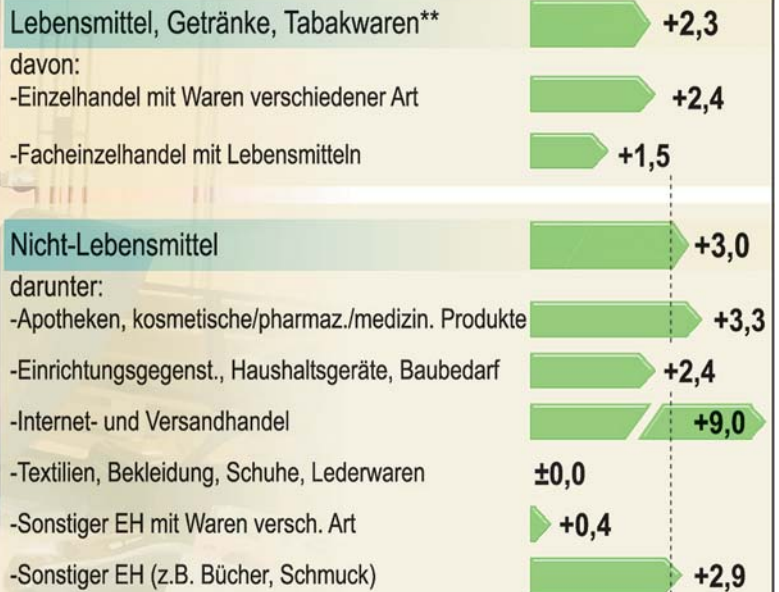 Lebensmittel, Getränke, Tabakwaren** +2,3
davon:
-Einzelhandel mit Waren verschiedener Art +2,4
-Facheinzelhandel mit Lebensmitteln +1,5
Nicht-Lebensmittel +3,0
darunter:
-Apotheken, kosmetische/pharmaz./medizin. Produkte +3,3
-Einrichtungsgegenst., Haushaltsgeräte, Baubedarf +2,4
-Internet- und Versandhandel +9,0
-Textilien, Bekleidung, Schuhe, Lederwaren ±0,0
-Sonstiger EH mit Waren versch. Art +0,4
-Sonstiger EH (z.B. Bücher, Schmuck) +2,9